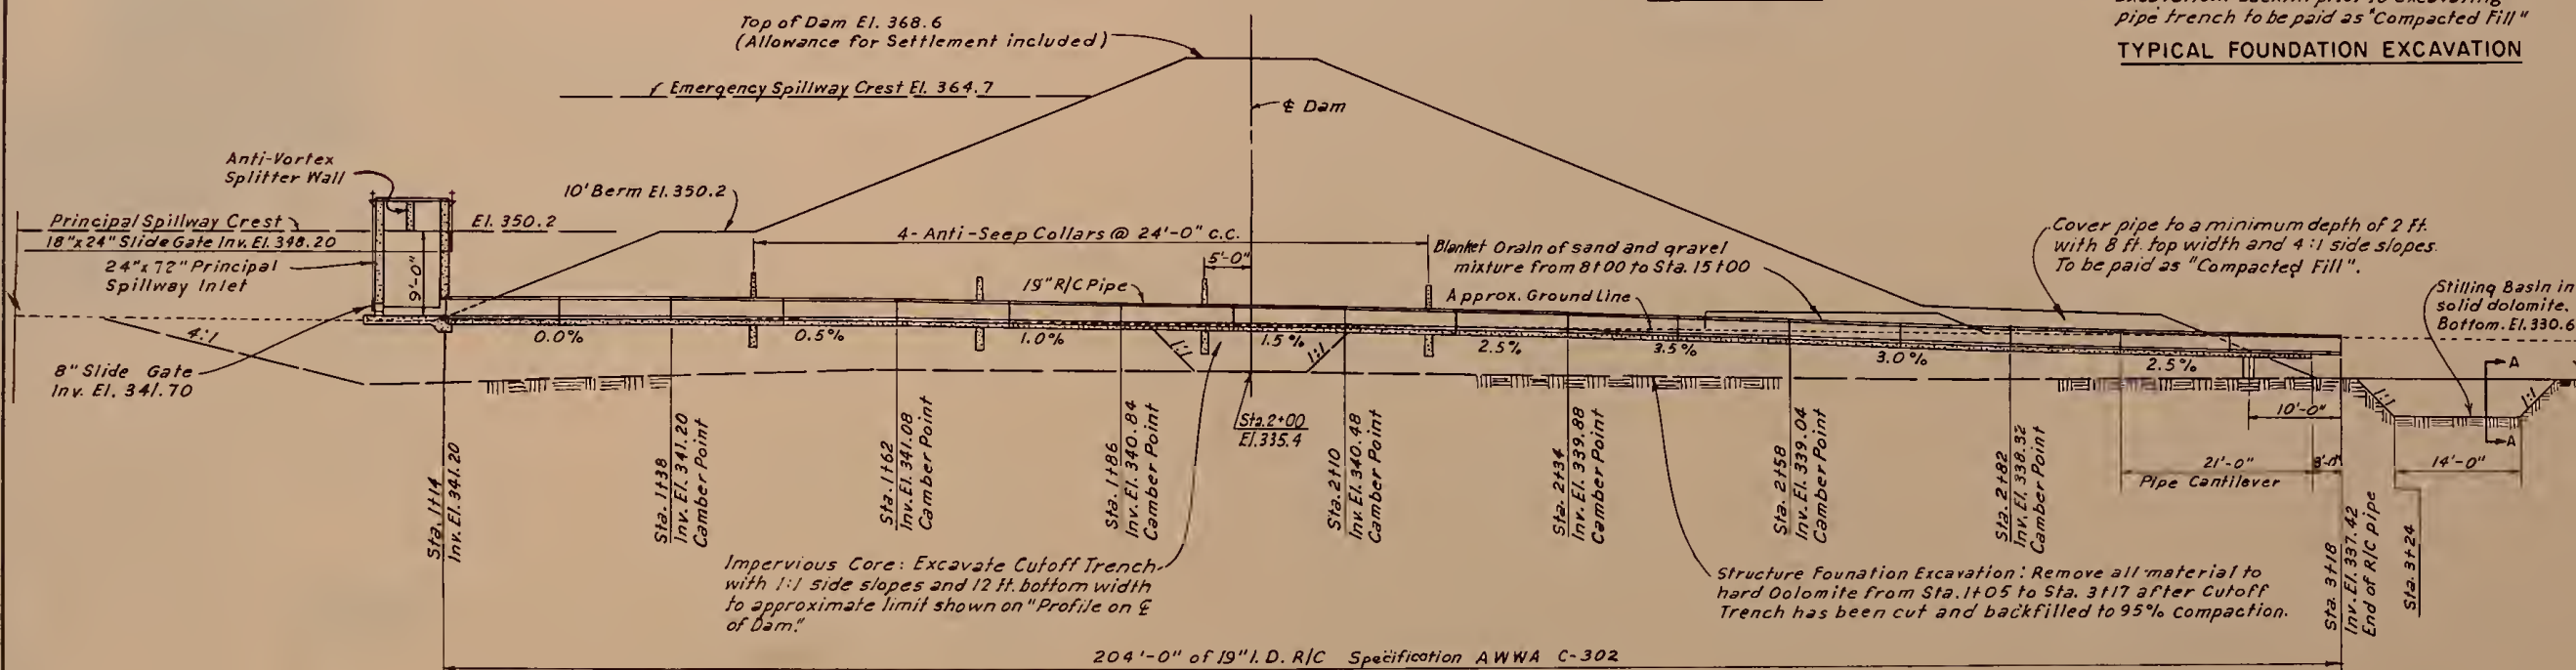 pipe trench to be paid as "Compacted Fill"
TYPICAL FOUNDATION EXCAVATION
Top of Dam El. 368.6
(Allowance for Settlement included)
Emergency Spillway Crest El. 364.7
℄ Dam
Anti-Vortex
Splitter Wall
10' Berm El. 350.2
Principal Spillway Crest
El. 350.2
18"x24" Slide Gate Inv. El. 348.20
24"x72" Principal
Spillway Inlet
9'-0"
4:1
8" Slide Gate
Inv. El. 341.70
4-Anti-Seep Collars @ 24'-0" c.c.
5'-0"
19" R/C Pipe
Blanket Drain of sand and gravel
mixture from 8+00 to Sta. 15+00
Approx. Ground Line
Cover pipe to a minimum depth of 2 ft.
with 8 ft. top width and 4:1 side slopes.
To be paid as "Compacted Fill".
Stilling Basin in
solid dolomite.
Bottom. El. 330.6
0.0%
0.5%
1.0%
1.5%
2.5%
3.5%
3.0%
2.5%
1:1
1:1
1:1
1:1
A
A
10'-0"
21'-0"
Pipe Cantilever
3'-0"
14'-0"
Sta. 2+00
El. 335.4
Sta. 1+14
Inv. El. 341.20
Sta. 1+38
Inv. El. 341.20
Camber Point
Sta. 1+62
Inv. El. 341.08
Camber Point
Sta. 1+86
Inv. El. 340.84
Camber Point
Sta. 2+10
Inv. El. 340.48
Camber Point
Sta. 2+34
Inv. El. 339.88
Camber Point
Sta. 2+58
Inv. El. 339.04
Camber Point
Sta. 2+82
Inv. El. 338.32
Camber Point
Sta. 3+18
Inv. El. 337.42
End of R/C pipe
Sta. 3+24
Impervious Core: Excavate Cutoff Trench
with 1:1 side slopes and 12 ft. bottom width
to approximate limit shown on "Profile on ℄
of Dam."
Structure Founation Excavation: Remove all material to
hard Dolomite from Sta. 1+05 to Sta. 3+17 after Cutoff
Trench has been cut and backfilled to 95% Compaction.
204'-0" of 19" I.D. R/C Specification AWWA C-302